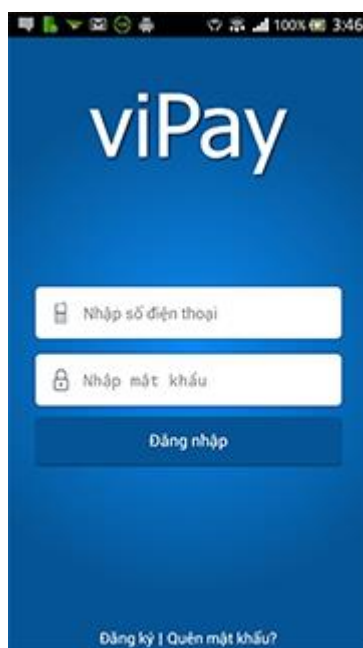 100% 3:46
viPay
Nhập số điện thoại
Nhập mật khẩu
Đăng nhập
Đăng ký | Quên mật khẩu?